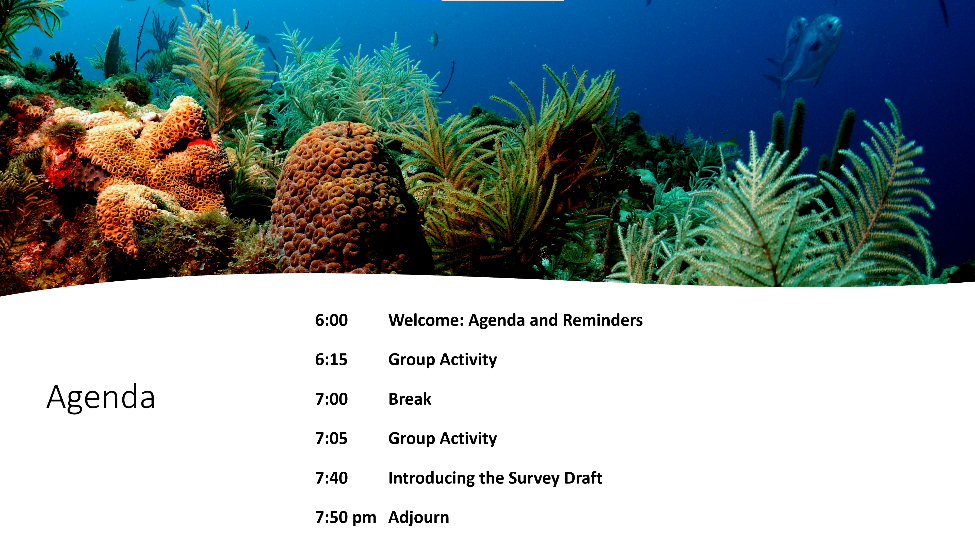 Agenda
6:00 Welcome: Agenda and Reminders
6:15 Group Activity
7:00 Break
7:05 Group Activity
7:40 Introducing the Survey Draft
7:50 pm Adjourn